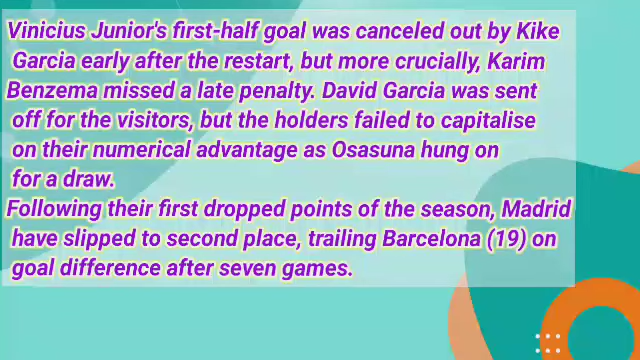 Vinicius Junior's first-half goal was canceled out by Kike
Garcia early after the restart, but more crucially, Karim
Benzema missed a late penalty. David Garcia was sent
off for the visitors, but the holders failed to capitalise
on their numerical advantage as Osasuna hung on
for a draw.
Following their first dropped points of the season, Madrid
have slipped to second place, trailing Barcelona (19) on
goal difference after seven games.